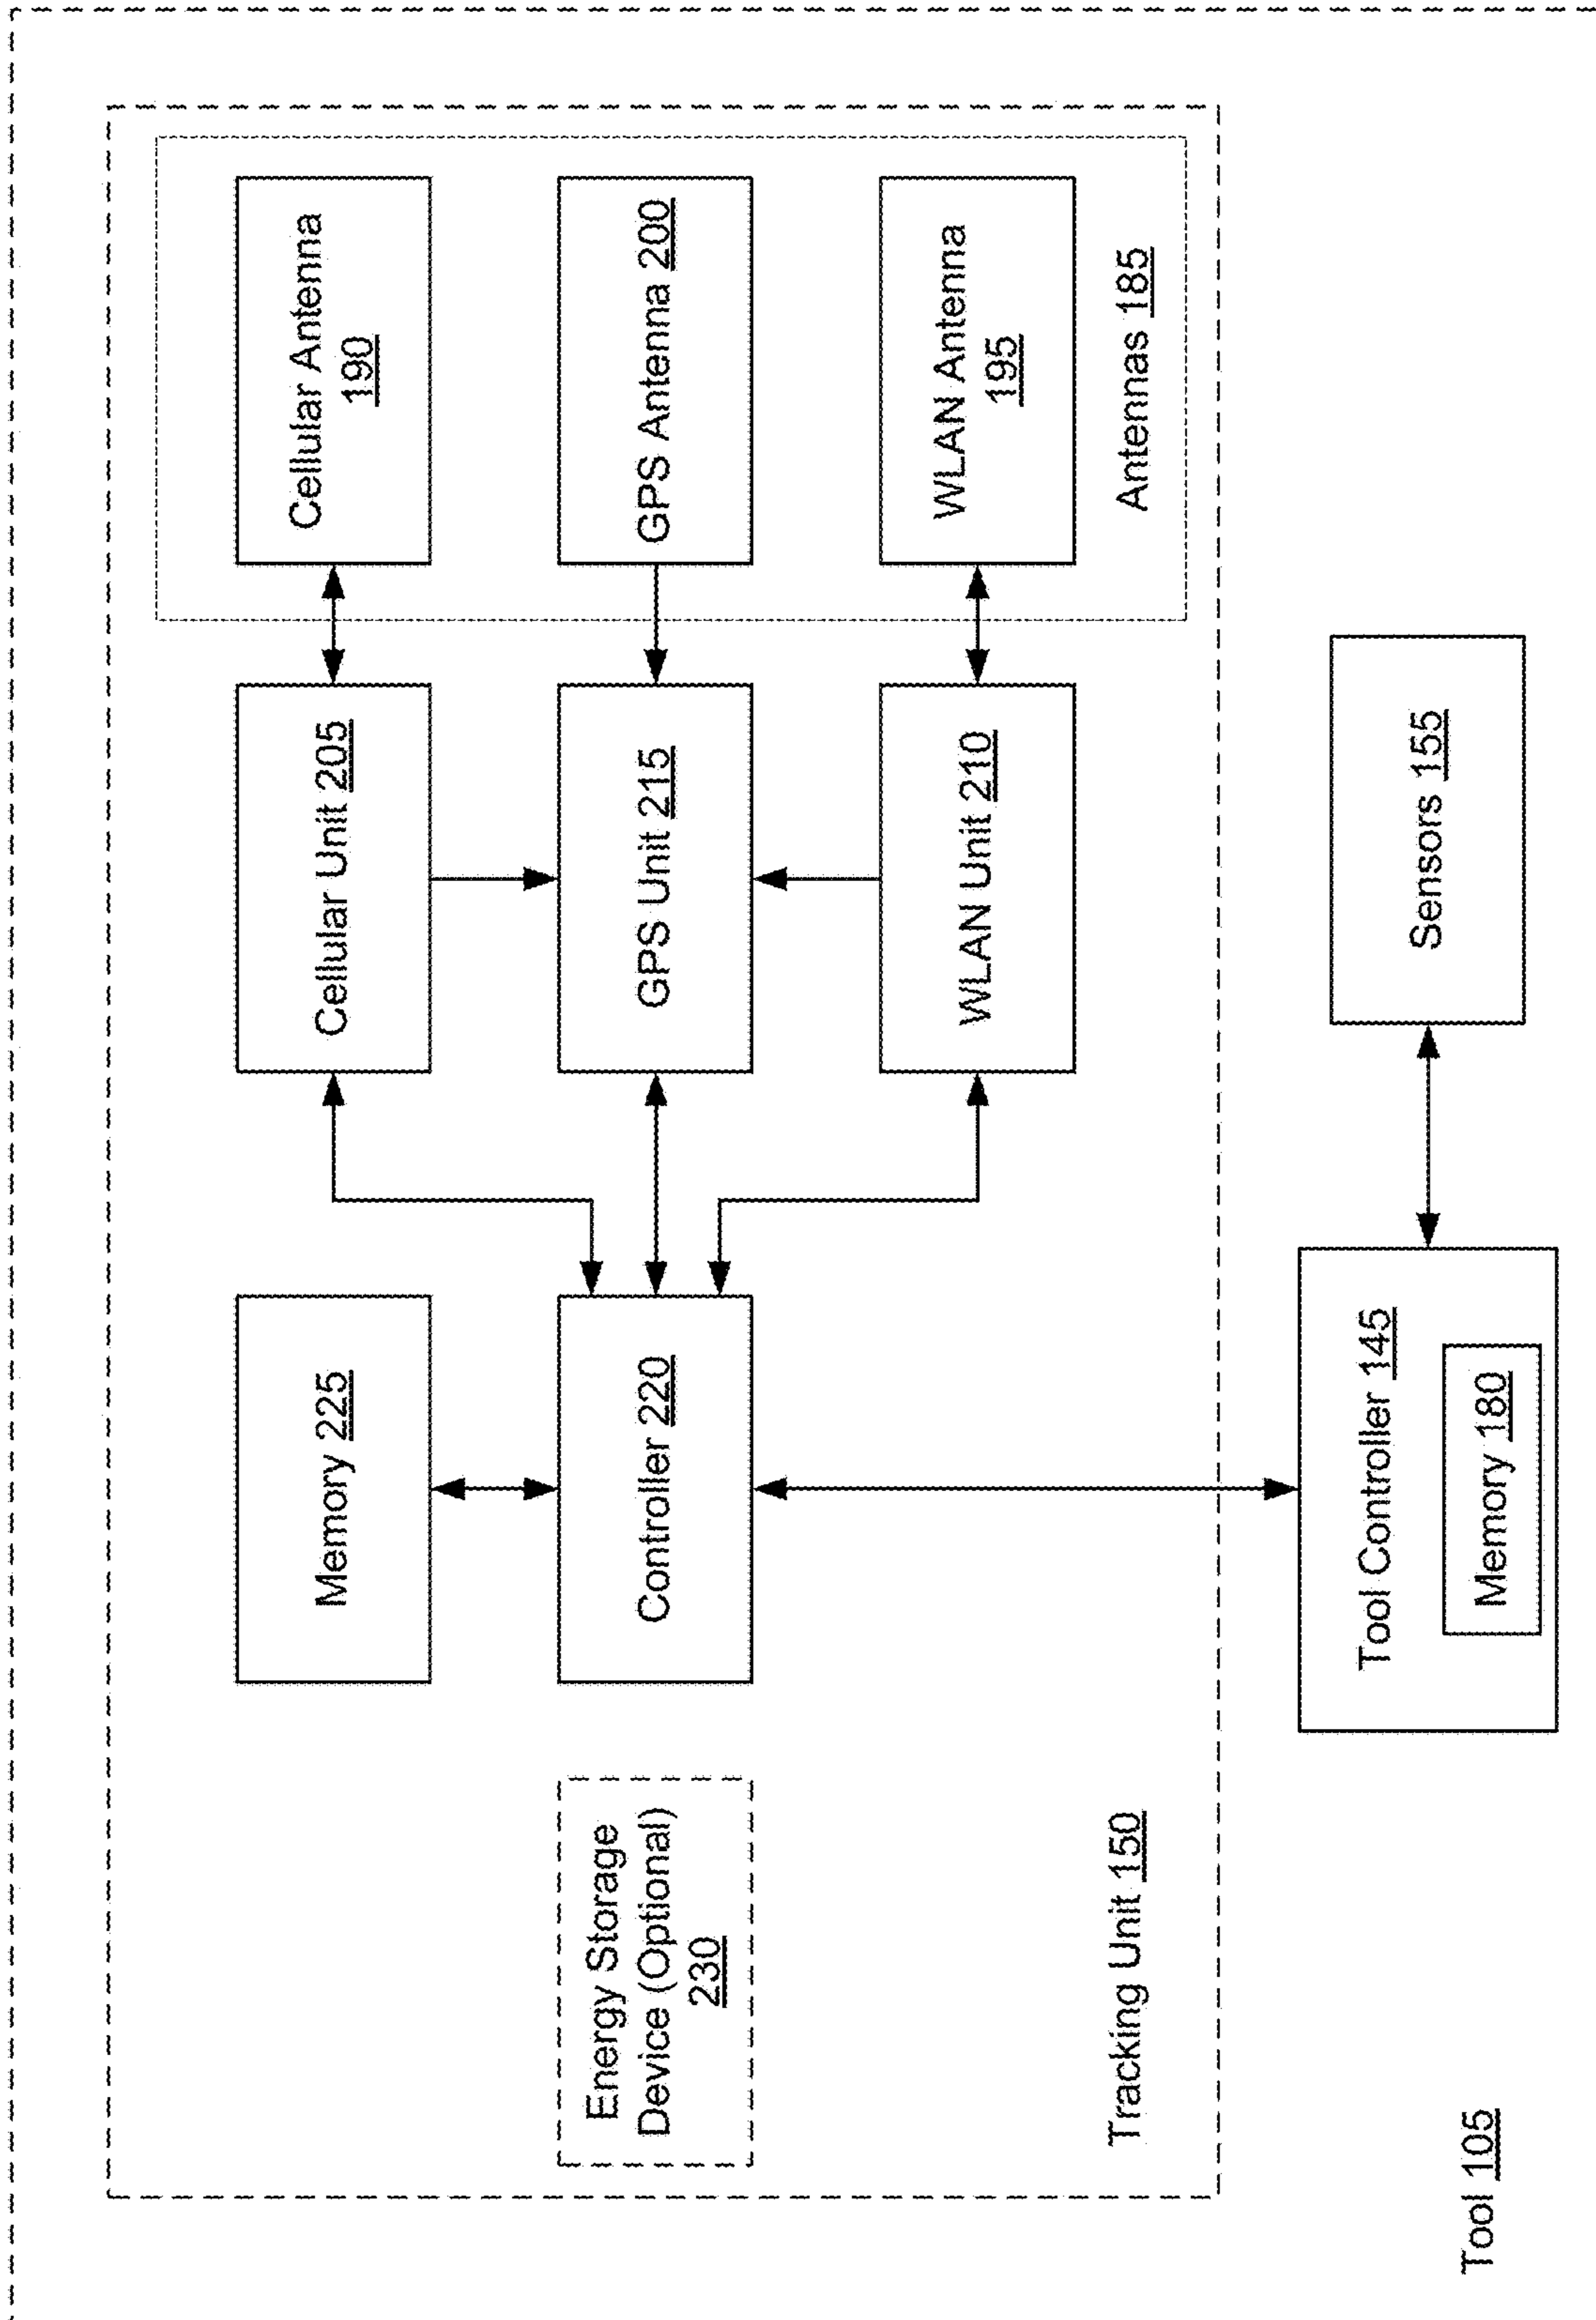 Memory 225
Cellular Unit 205
Cellular Antenna
190
Energy Storage
Device (Optional)
230
Controller 220
GPS Unit 215
GPS Antenna 200
WLAN Unit 210
WLAN Antenna
195
Tracking Unit 150
Antennas 185
Tool Controller 145
Memory 180
Sensors 155
Tool 105